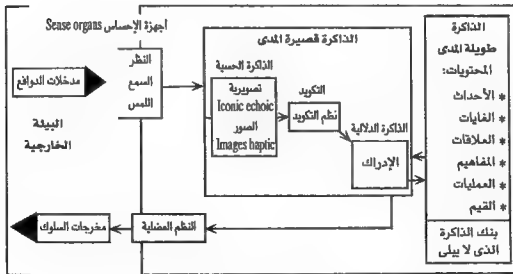 أجهزة الإحساس Sense organs
النظر
السمع
اللمس
مدخلات الدوافع
البيئة
الخارجية
مخرجات السلوك
النظم العضلية
الذاكرة قصيرة المدى
الذاكرة الحسية
تصويرية
Iconic echoic
الصور
Images haptic
التكويد
نظم التكويد
الذاكرة الدلالية
الإدراك
الذاكرة
طويلة المدى
المحتويات:
* الأحداث
* الغايات
* العلاقات
* المفاهيم
* العمليات
* القيم
بنك الذاكرة
الذى لا يبلى